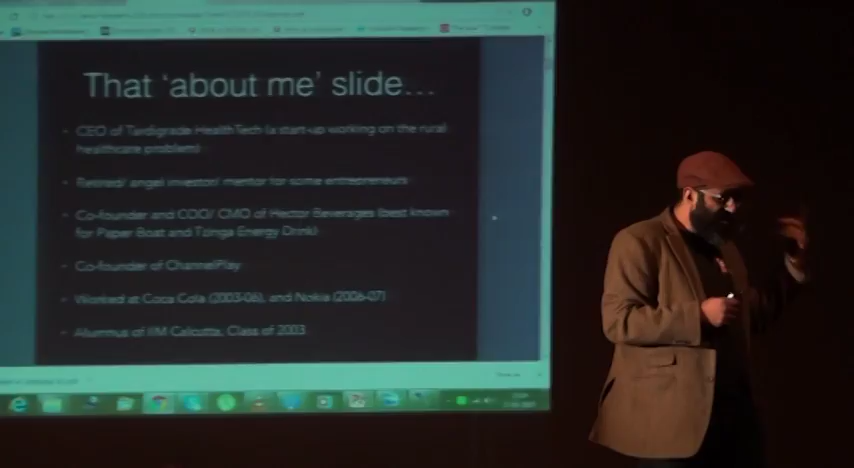 That ‘about me’ slide…
• CEO of Tardigrade HealthTech (a start-up working on the rural
healthcare problem)
• Retired/ angel investor/ mentor for some entrepreneurs
• Co-founder and COO/ CMO of Hector Beverages (best known
for Paper Boat and Tzinga Energy Drink)
• Co-founder of ChannelPlay
• Worked at Coca Cola (2003-06), and Nokia (2006-07)
• Alumnus of IIM Calcutta, Class of 2003